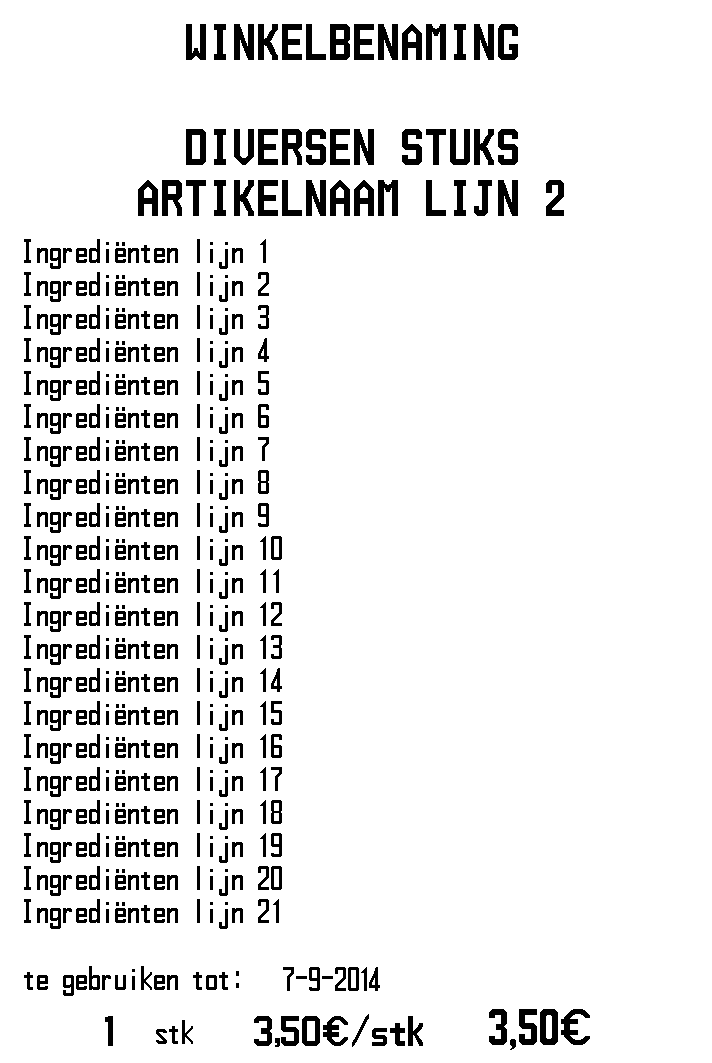 WINKELBENAMING
DIVERSEN STUKS
ARTIKELNAAM LIJN 2
Ingrediënten lijn 1
Ingrediënten lijn 2
Ingrediënten lijn 3
Ingrediënten lijn 4
Ingrediënten lijn 5
Ingrediënten lijn 6
Ingrediënten lijn 7
Ingrediënten lijn 8
Ingrediënten lijn 9
Ingrediënten lijn 10
Ingrediënten lijn 11
Ingrediënten lijn 12
Ingrediënten lijn 13
Ingrediënten lijn 14
Ingrediënten lijn 15
Ingrediënten lijn 16
Ingrediënten lijn 17
Ingrediënten lijn 18
Ingrediënten lijn 19
Ingrediënten lijn 20
Ingrediënten lijn 21
te gebruiken tot: 7-9-2014
1 stk 3,50€/stk 3,50€